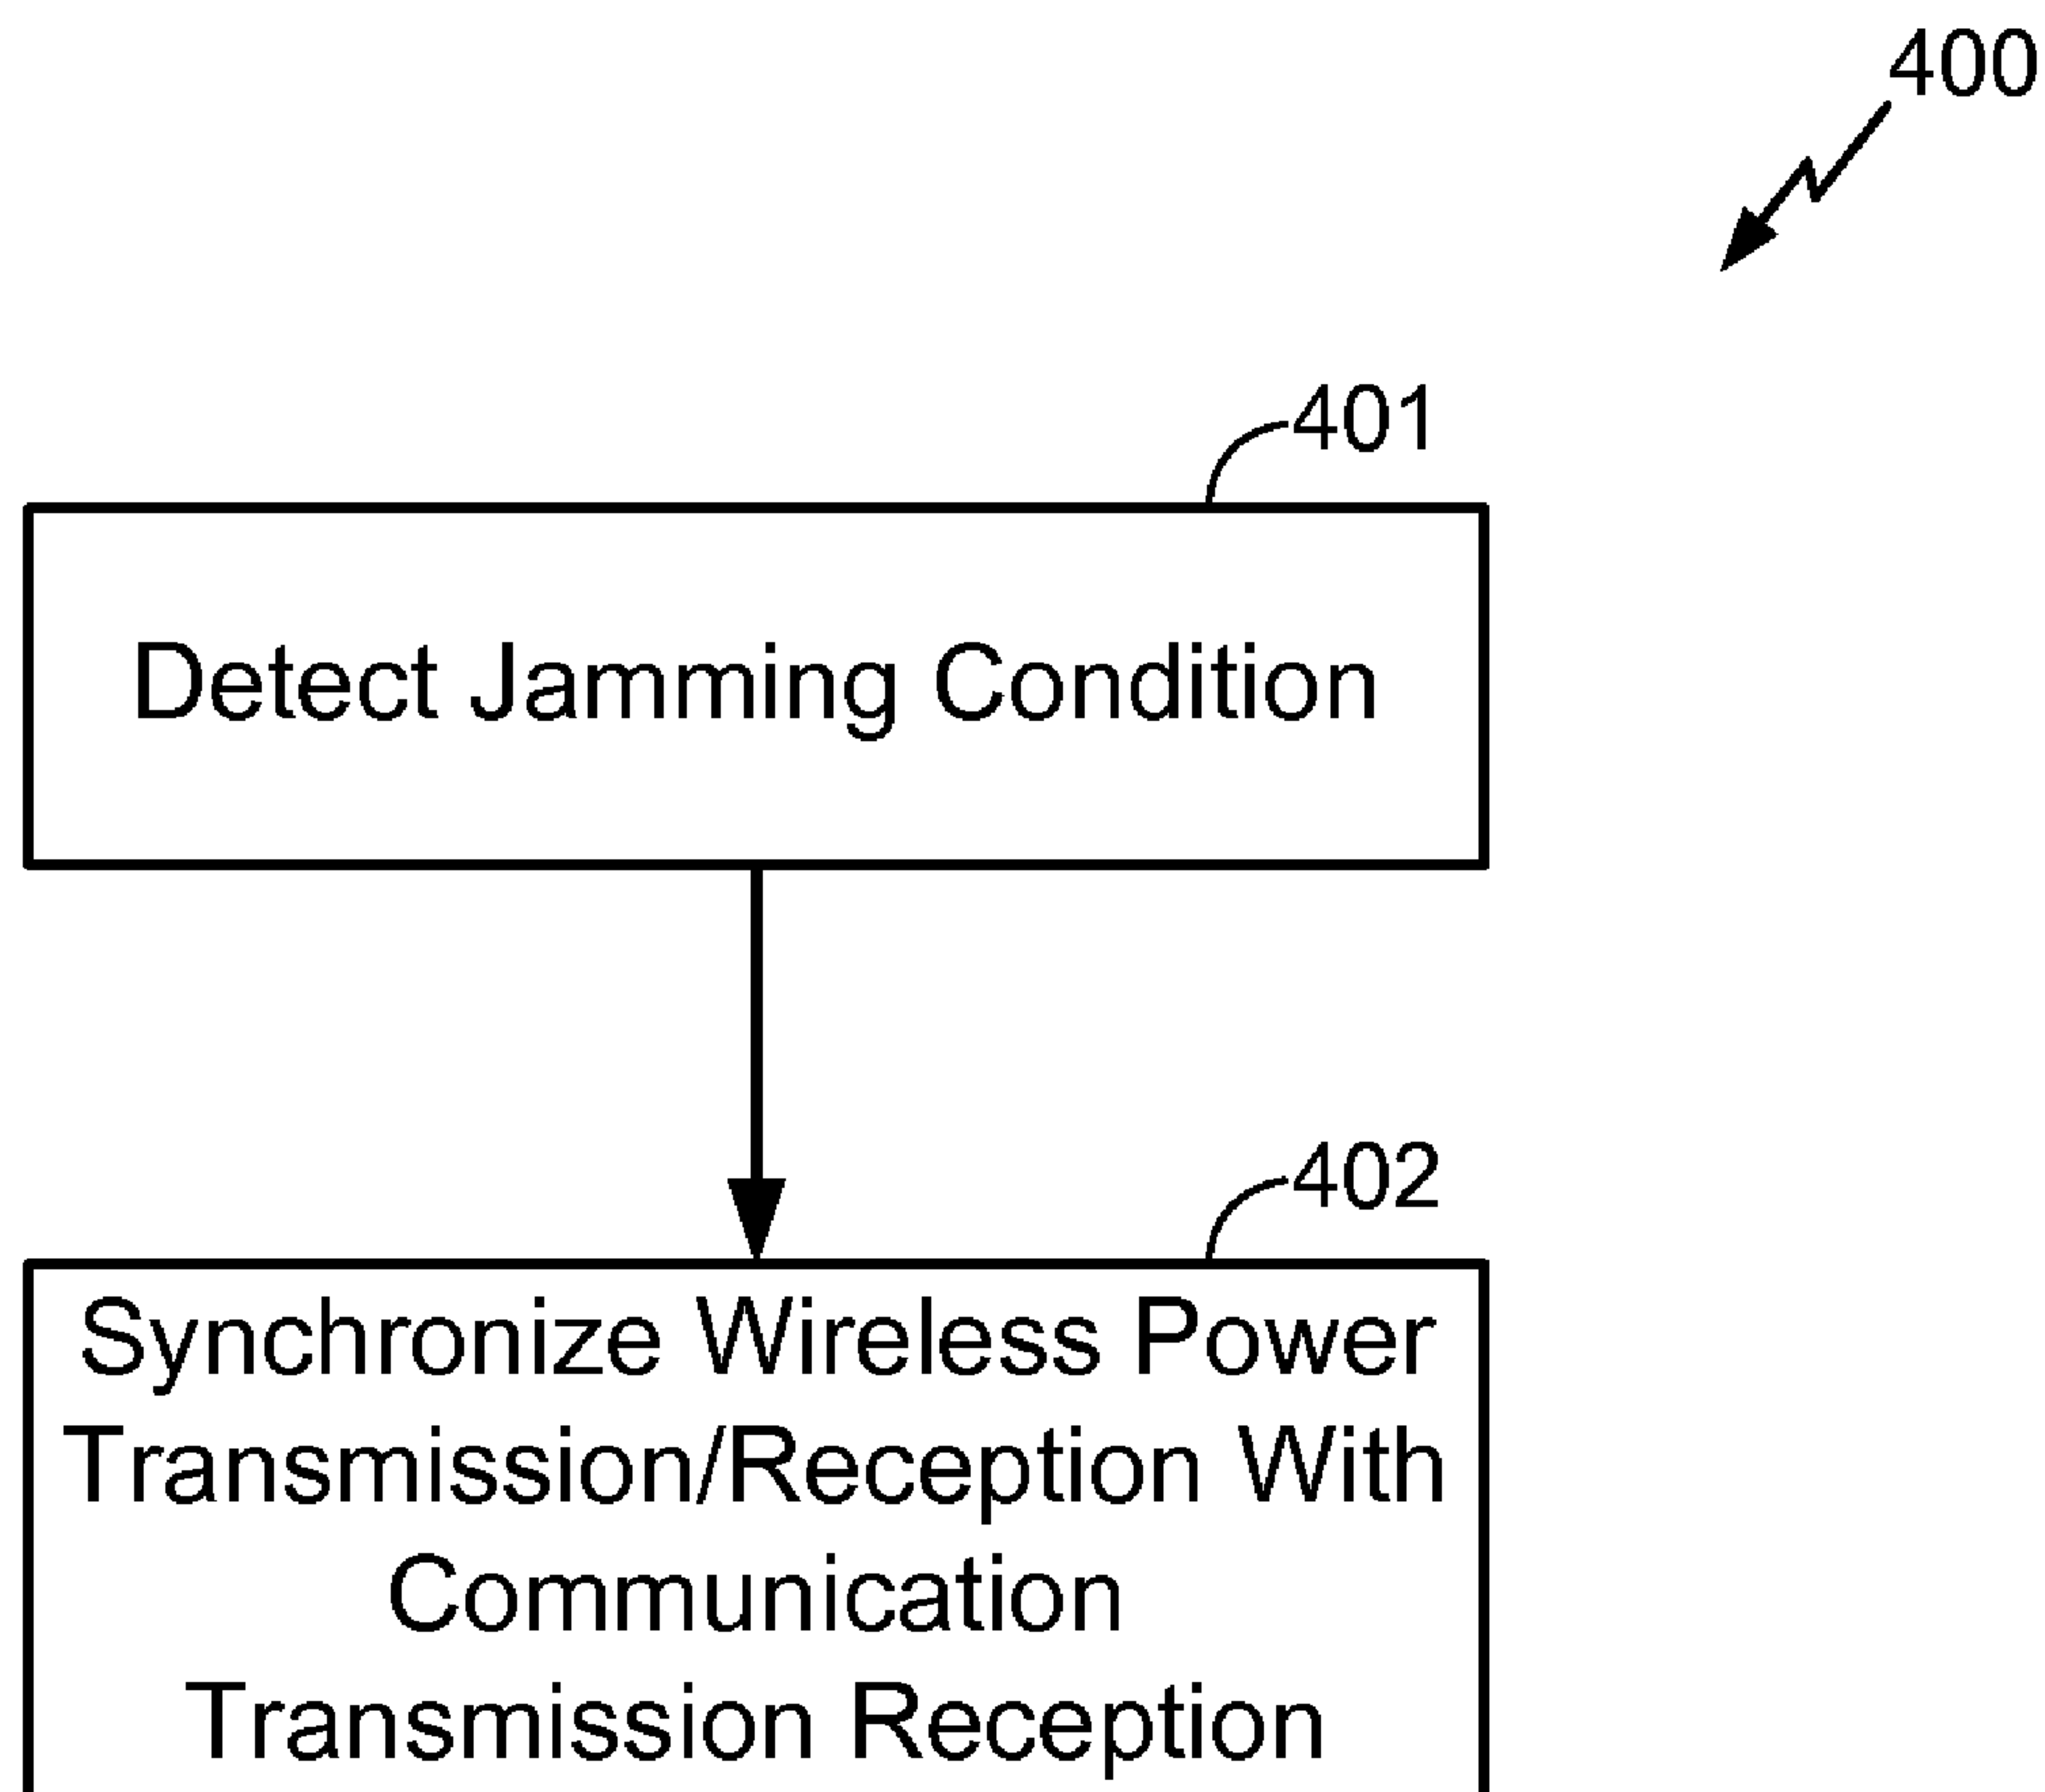 400
401
Detect Jamming Condition
402
Synchronize Wireless Power
Transmission/Reception With
Communication
Transmission Reception